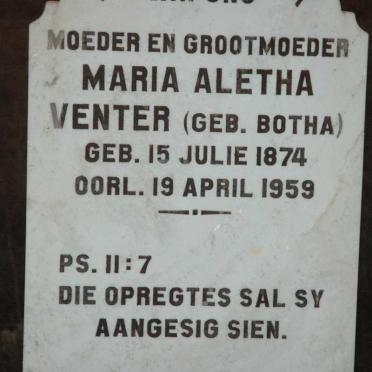 MOEDER EN GROOTMOEDER
MARIA ALETHA
VENTER (GEB. BOTHA)
GEB. 15 JULIE 1874
OORL. 19 APRIL 1959
PS. 11:7
DIE OPREGTES SAL SY
AANGESIG SIEN.